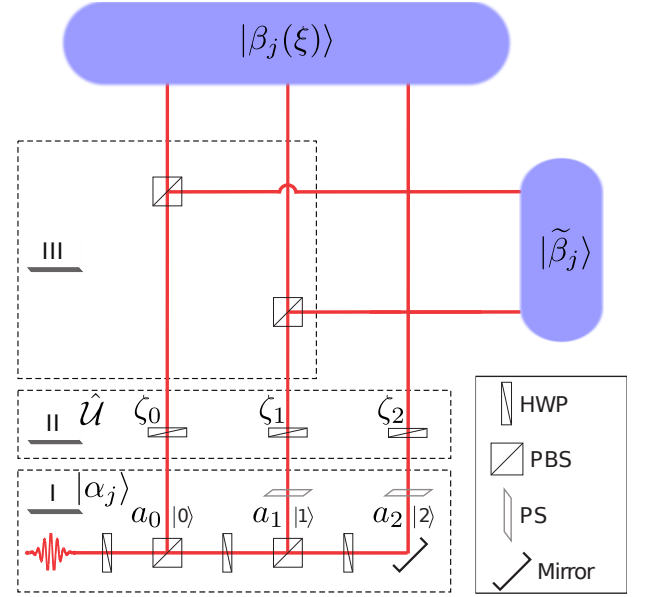 |β_j(ξ)⟩
|β̃_j⟩
III
II Û ζ_0 ζ_1 ζ_2
I |α_j⟩
a_0 |0⟩ a_1 |1⟩ a_2 |2⟩
HWP
PBS
PS
Mirror